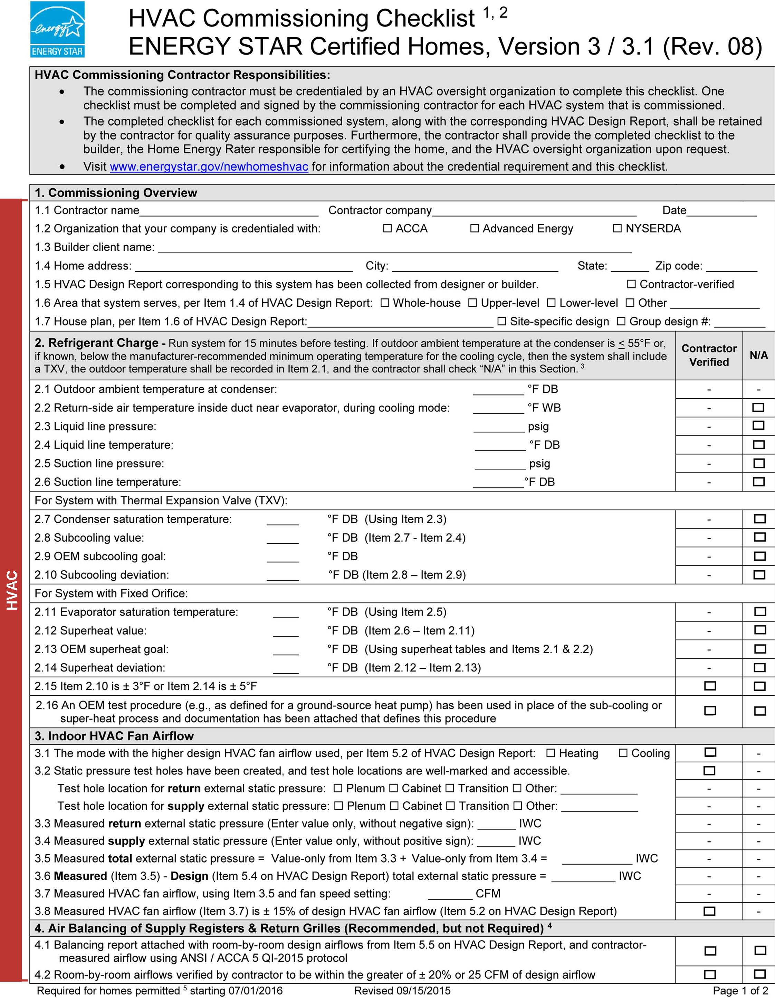 energy
ENERGY STAR
HVAC Commissioning Checklist 1, 2
ENERGY STAR Certified Homes, Version 3 / 3.1 (Rev. 08)
HVAC Commissioning Contractor Responsibilities:
• The commissioning contractor must be credentialed by an HVAC oversight organization to complete this checklist. One
checklist must be completed and signed by the commissioning contractor for each HVAC system that is commissioned.
• The completed checklist for each commissioned system, along with the corresponding HVAC Design Report, shall be retained
by the contractor for quality assurance purposes. Furthermore, the contractor shall provide the completed checklist to the
builder, the Home Energy Rater responsible for certifying the home, and the HVAC oversight organization upon request.
• Visit www.energystar.gov/newhomeshvac for information about the credential requirement and this checklist.
HVAC
1. Commissioning Overview
1.1 Contractor name__________ Contractor company__________ Date__________
1.2 Organization that your company is credentialed with: ☐ ACCA ☐ Advanced Energy ☐ NYSERDA
1.3 Builder client name: __________
1.4 Home address: __________ City: __________ State: ______ Zip code: ________
1.5 HVAC Design Report corresponding to this system has been collected from designer or builder. ☐ Contractor-verified
1.6 Area that system serves, per Item 1.4 of HVAC Design Report: ☐ Whole-house ☐ Upper-level ☐ Lower-level ☐ Other __________
1.7 House plan, per Item 1.6 of HVAC Design Report:__________ ☐ Site-specific design ☐ Group design #: ________
2. Refrigerant Charge - Run system for 15 minutes before testing. If outdoor ambient temperature at the condenser is ≤ 55°F or,
if known, below the manufacturer-recommended minimum operating temperature for the cooling cycle, then the system shall include
a TXV, the outdoor temperature shall be recorded in Item 2.1, and the contractor shall check “N/A” in this Section. 3
Contractor
Verified
N/A
2.1 Outdoor ambient temperature at condenser: ________ °F DB - -
2.2 Return-side air temperature inside duct near evaporator, during cooling mode: ________ °F WB - ☐
2.3 Liquid line pressure: ________ psig - ☐
2.4 Liquid line temperature: ________ °F DB - ☐
2.5 Suction line pressure: ________ psig - ☐
2.6 Suction line temperature: ________°F DB - ☐
For System with Thermal Expansion Valve (TXV):
2.7 Condenser saturation temperature: _____ °F DB (Using Item 2.3) - ☐
2.8 Subcooling value: _____ °F DB (Item 2.7 - Item 2.4) - ☐
2.9 OEM subcooling goal: _____ °F DB - ☐
2.10 Subcooling deviation: _____ °F DB (Item 2.8 – Item 2.9) - ☐
For System with Fixed Orifice:
2.11 Evaporator saturation temperature: ____ °F DB (Using Item 2.5) - ☐
2.12 Superheat value: ____ °F DB (Item 2.6 – Item 2.11) - ☐
2.13 OEM superheat goal: ____ °F DB (Using superheat tables and Items 2.1 & 2.2) - ☐
2.14 Superheat deviation: ____ °F DB (Item 2.12 – Item 2.13) - ☐
2.15 Item 2.10 is ± 3°F or Item 2.14 is ± 5°F ☐ ☐
2.16 An OEM test procedure (e.g., as defined for a ground-source heat pump) has been used in place of the sub-cooling or
super-heat process and documentation has been attached that defines this procedure ☐ ☐
3. Indoor HVAC Fan Airflow
3.1 The mode with the higher design HVAC fan airflow used, per Item 5.2 of HVAC Design Report: ☐ Heating ☐ Cooling ☐ -
3.2 Static pressure test holes have been created, and test hole locations are well-marked and accessible. ☐ -
Test hole location for return external static pressure: ☐ Plenum ☐ Cabinet ☐ Transition ☐ Other: __________ - -
Test hole location for supply external static pressure: ☐ Plenum ☐ Cabinet ☐ Transition ☐ Other: __________ - -
3.3 Measured return external static pressure (Enter value only, without negative sign): ______ IWC - -
3.4 Measured supply external static pressure (Enter value only, without positive sign): ______ IWC - -
3.5 Measured total external static pressure = Value-only from Item 3.3 + Value-only from Item 3.4 = __________ IWC - -
3.6 Measured (Item 3.5) - Design (Item 5.4 on HVAC Design Report) total external static pressure = __________ IWC - -
3.7 Measured HVAC fan airflow, using Item 3.5 and fan speed setting: _______ CFM - -
3.8 Measured HVAC fan airflow (Item 3.7) is ± 15% of design HVAC fan airflow (Item 5.2 on HVAC Design Report) ☐ -
4. Air Balancing of Supply Registers & Return Grilles (Recommended, but not Required) 4
4.1 Balancing report attached with room-by-room design airflows from Item 5.5 on HVAC Design Report, and contractor-
measured airflow using ANSI / ACCA 5 QI-2015 protocol ☐ ☐
4.2 Room-by-room airflows verified by contractor to be within the greater of ± 20% or 25 CFM of design airflow ☐ ☐
Required for homes permitted 5 starting 07/01/2016 Revised 09/15/2015 Page 1 of 2